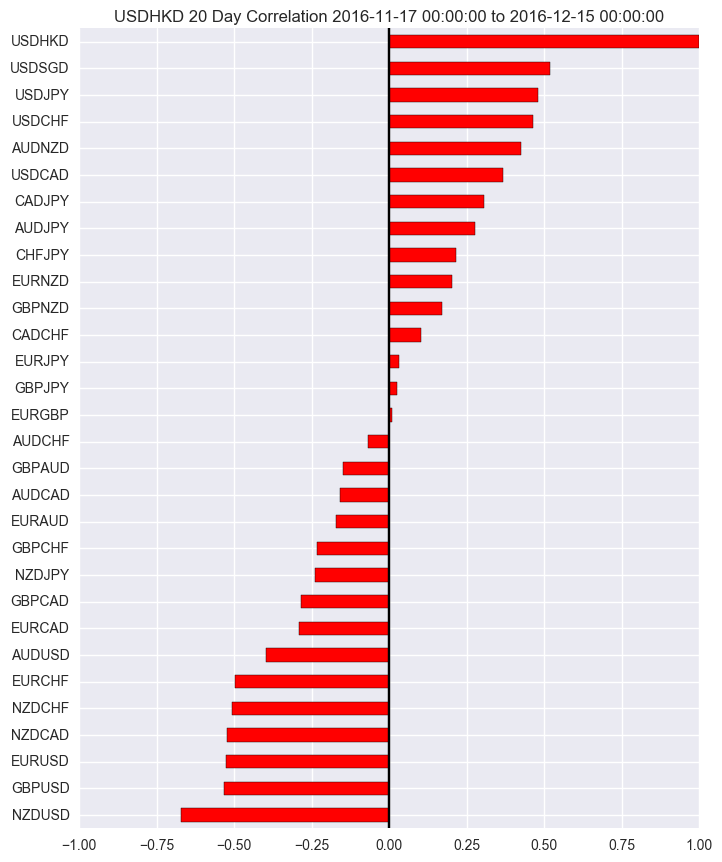 USDHKD 20 Day Correlation 2016-11-17 00:00:00 to 2016-12-15 00:00:00
USDHKD
USDSGD
USDJPY
USDCHF
AUDNZD
USDCAD
CADJPY
AUDJPY
CHFJPY
EURNZD
GBPNZD
CADCHF
EURJPY
GBPJPY
EURGBP
AUDCHF
GBPAUD
AUDCAD
EURAUD
GBPCHF
NZDJPY
GBPCAD
EURCAD
AUDUSD
EURCHF
NZDCHF
NZDCAD
EURUSD
GBPUSD
NZDUSD
−1.00 −0.75 −0.50 −0.25 0.00 0.25 0.50 0.75 1.00